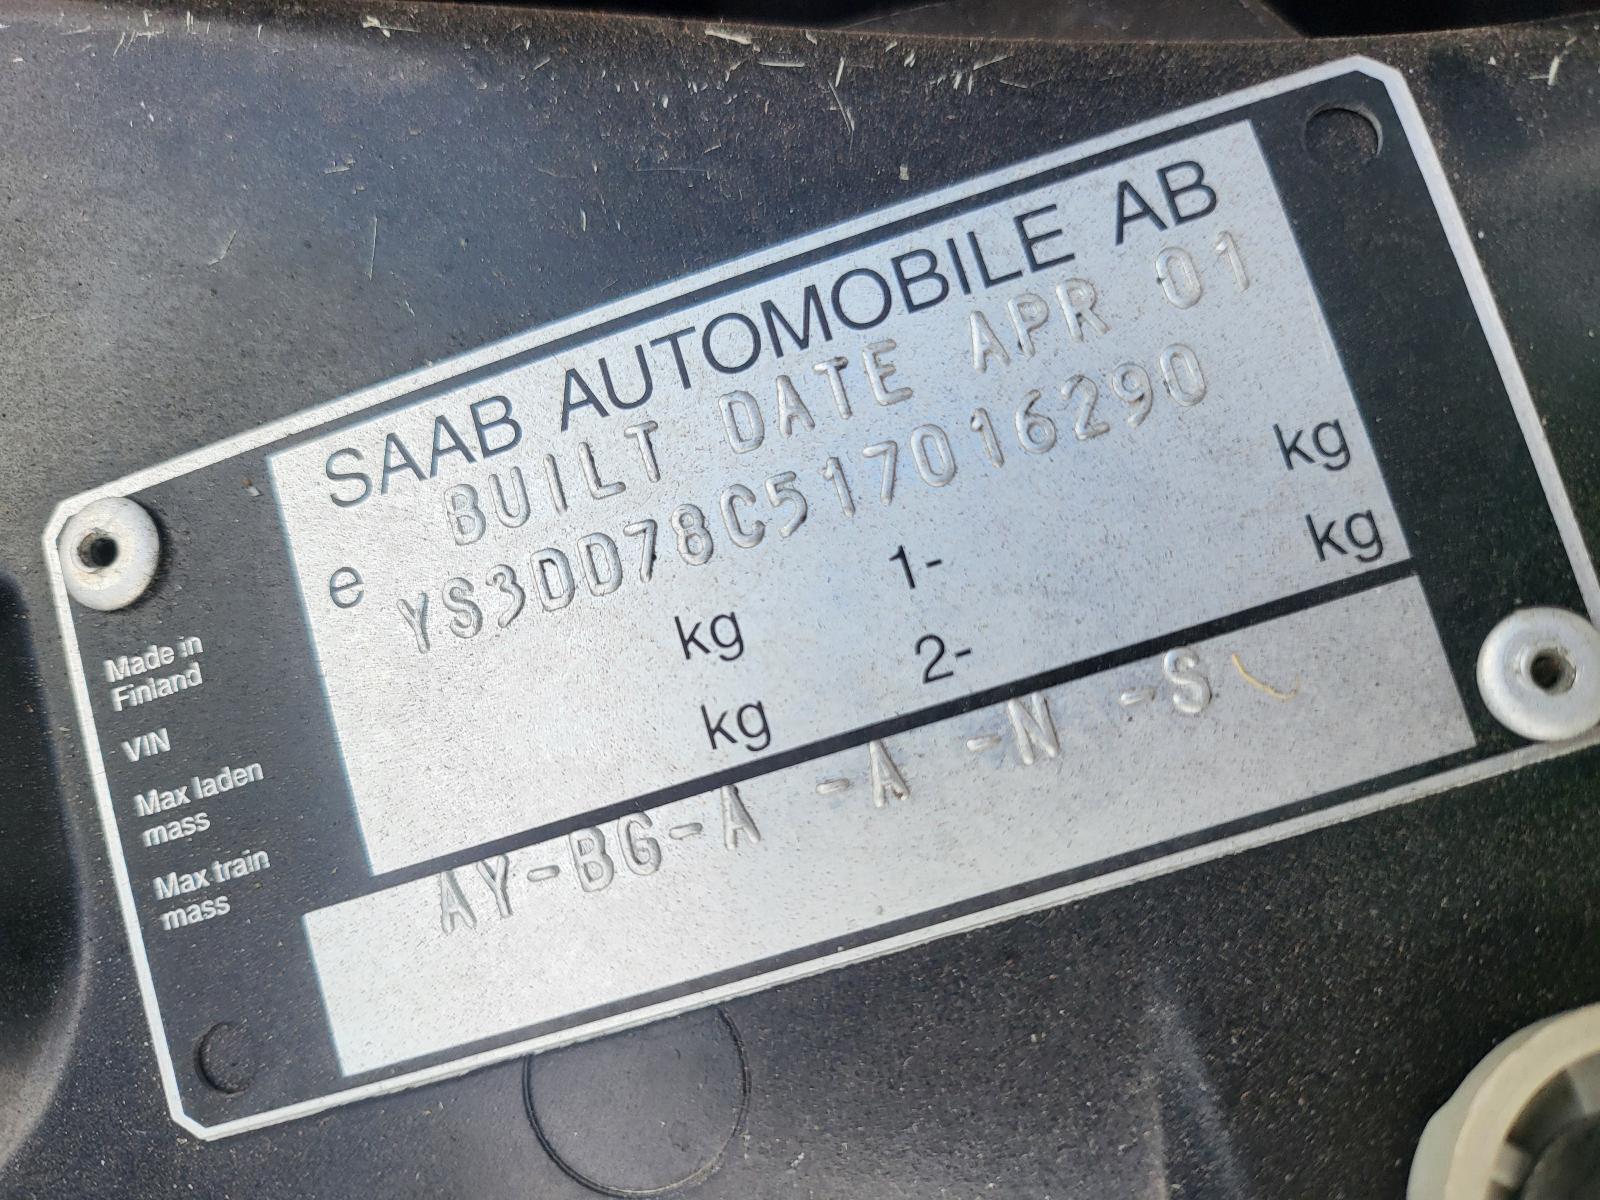 SAAB AUTOMOBILE AB
BUILT DATE APR 01
e YS3DD78C517016290
kg 1- kg
kg 2- kg
AY-BG-A -A -N -S
Made in
Finland
VIN
Max laden
mass
Max train
mass